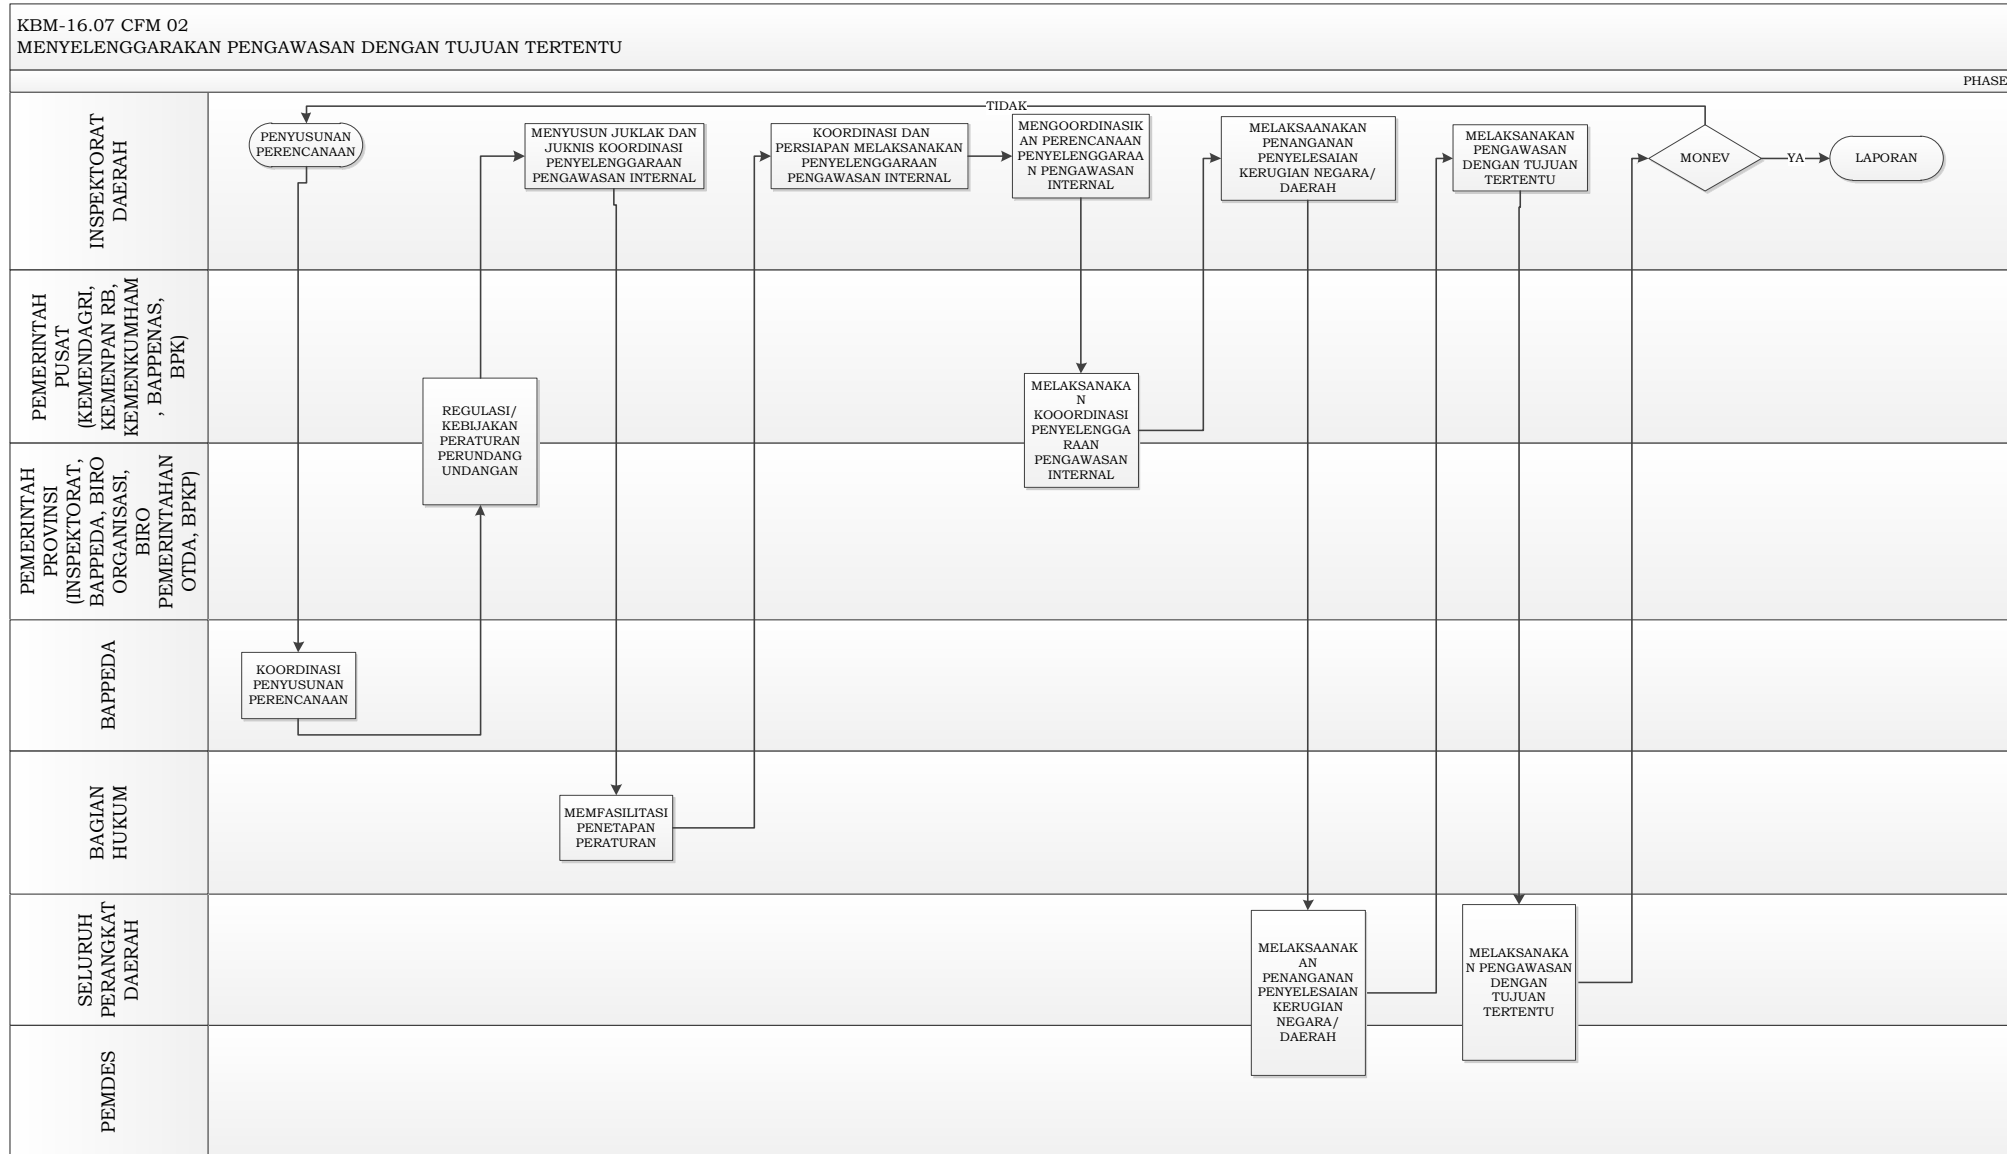 KBM-16.07 CFM 02
MENYELENGGARAKAN PENGAWASAN DENGAN TUJUAN TERTENTU
PHASE
INSPEKTORAT
DAERAH
TIDAK
PENYUSUNAN
PERENCANAAN
MENYUSUN JUKLAK DAN
JUKNIS KOORDINASI
PENYELENGGARAAN
PENGAWASAN INTERNAL
KOORDINASI DAN
PERSIAPAN MELAKSANAKAN
PENYELENGGARAAN
PENGAWASAN INTERNAL
MENGOORDINASIK
AN PERENCANAAN
PENYELENGGARAA
N PENGAWASAN
INTERNAL
MELAKSAANAKAN
PENANGANAN
PENYELESAIAN
KERUGIAN NEGARA/
DAERAH
MELAKSANAKAN
PENGAWASAN
DENGAN TUJUAN
TERTENTU
MONEV
YA
LAPORAN
PEMERINTAH
PUSAT
(KEMENDAGRI,
KEMENPAN RB,
KEMENKUMHAM
, BAPPENAS,
BPK)
REGULASI/
KEBIJAKAN
PERATURAN
PERUNDANG
UNDANGAN
MELAKSANAKA
N
KOOORDINASI
PENYELENGGA
RAAN
PENGAWASAN
INTERNAL
PEMERINTAH
PROVINSI
(INSPEKTORAT,
BAPPEDA, BIRO
ORGANISASI,
BIRO
PEMERINTAHAN
OTDA, BPKP)
BAPPEDA
KOORDINASI
PENYUSUNAN
PERENCANAAN
BAGIAN
HUKUM
MEMFASILITASI
PENETAPAN
PERATURAN
SELURUH
PERANGKAT
DAERAH
MELAKSAANAK
AN
PENANGANAN
PENYELESAIAN
KERUGIAN
NEGARA/
DAERAH
MELAKSANAKA
N PENGAWASAN
DENGAN
TUJUAN
TERTENTU
PEMDES